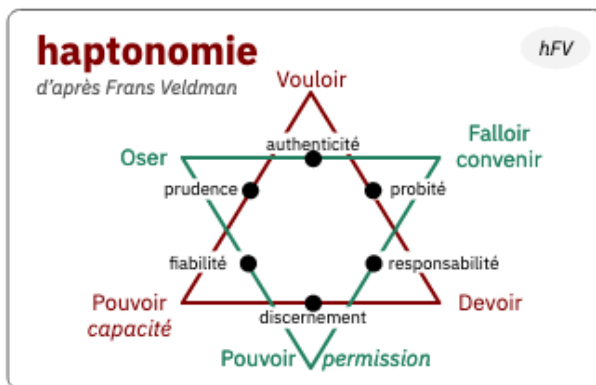 haptonomie
hFV
d'après Frans Veldman
Vouloir
Oser
authenticité
Falloir
convenir
prudence
probité
fiabilité
responsabilité
Pouvoir
capacité
discernement
Devoir
Pouvoir permission